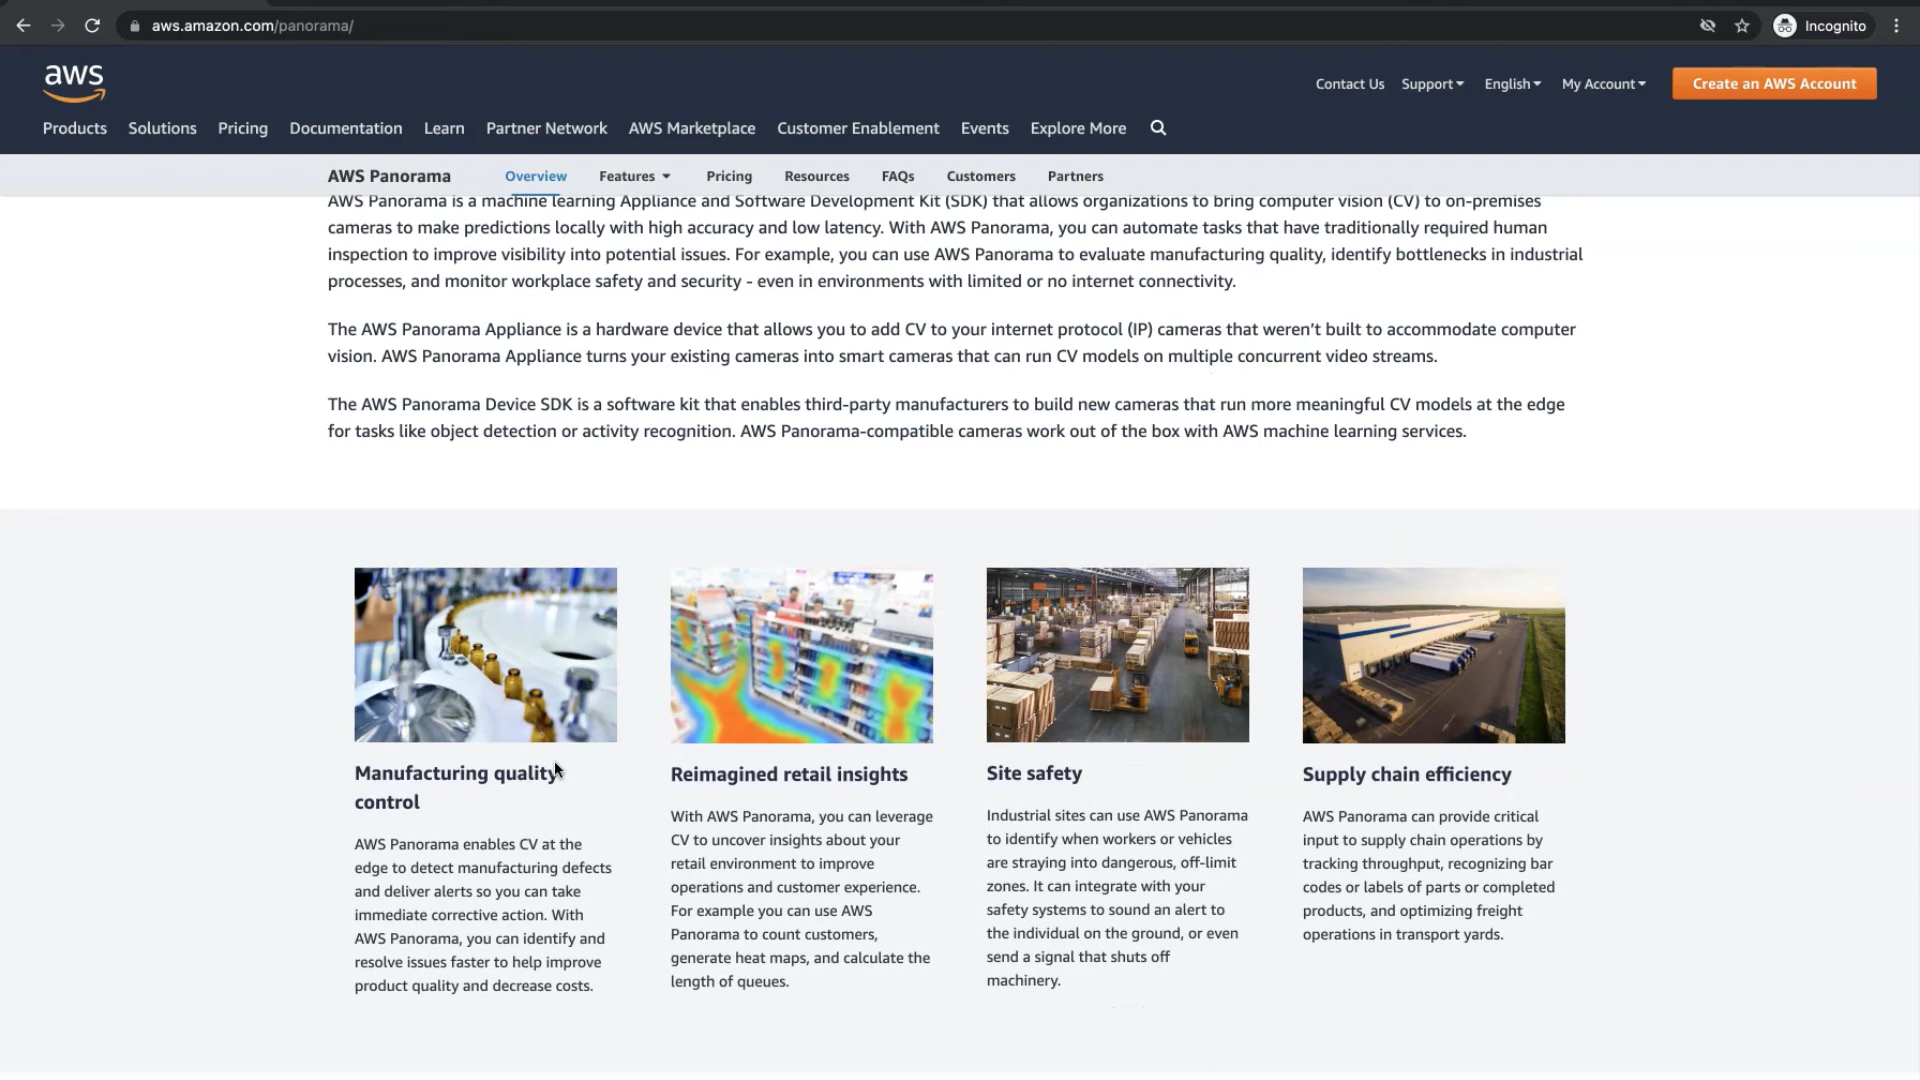 aws.amazon.com/panorama/
Incognito
aws
Contact Us Support English My Account Create an AWS Account
Products Solutions Pricing Documentation Learn Partner Network AWS Marketplace Customer Enablement Events Explore More
AWS Panorama Overview Features Pricing Resources FAQs Customers Partners
AWS Panorama is a machine learning Appliance and Software Development Kit (SDK) that allows organizations to bring computer vision (CV) to on-premises
cameras to make predictions locally with high accuracy and low latency. With AWS Panorama, you can automate tasks that have traditionally required human
inspection to improve visibility into potential issues. For example, you can use AWS Panorama to evaluate manufacturing quality, identify bottlenecks in industrial
processes, and monitor workplace safety and security - even in environments with limited or no internet connectivity.
The AWS Panorama Appliance is a hardware device that allows you to add CV to your internet protocol (IP) cameras that weren't built to accommodate computer
vision. AWS Panorama Appliance turns your existing cameras into smart cameras that can run CV models on multiple concurrent video streams.
The AWS Panorama Device SDK is a software kit that enables third-party manufacturers to build new cameras that run more meaningful CV models at the edge
for tasks like object detection or activity recognition. AWS Panorama-compatible cameras work out of the box with AWS machine learning services.
Manufacturing quality
control
AWS Panorama enables CV at the
edge to detect manufacturing defects
and deliver alerts so you can take
immediate corrective action. With
AWS Panorama, you can identify and
resolve issues faster to help improve
product quality and decrease costs.
Reimagined retail insights
With AWS Panorama, you can leverage
CV to uncover insights about your
retail environment to improve
operations and customer experience.
For example you can use AWS
Panorama to count customers,
generate heat maps, and calculate the
length of queues.
Site safety
Industrial sites can use AWS Panorama
to identify when workers or vehicles
are straying into dangerous, off-limit
zones. It can integrate with your
safety systems to sound an alert to
the individual on the ground, or even
send a signal that shuts off
machinery.
Supply chain efficiency
AWS Panorama can provide critical
input to supply chain operations by
tracking throughput, recognizing bar
codes or labels of parts or completed
products, and optimizing freight
operations in transport yards.